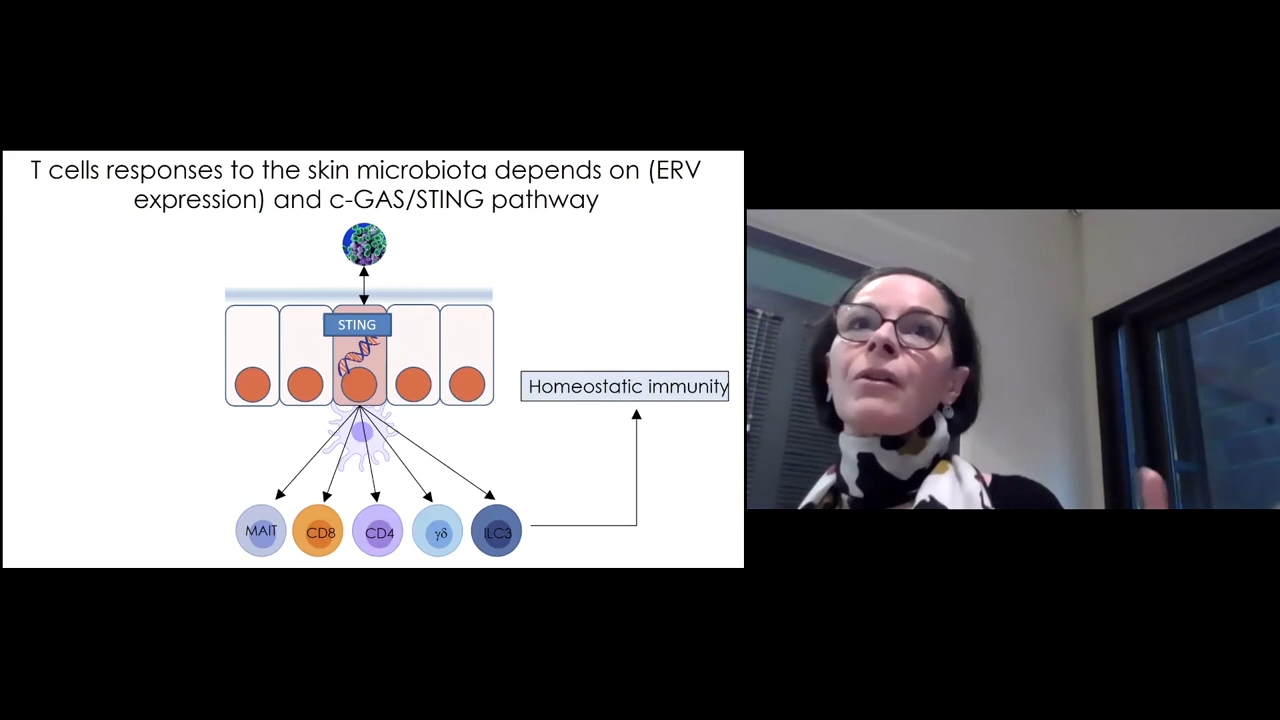 T cells responses to the skin microbiota depends on (ERV
expression) and c-GAS/STING pathway
STING
Homeostatic immunity
MAIT
CD8
CD4
γδ
ILC3